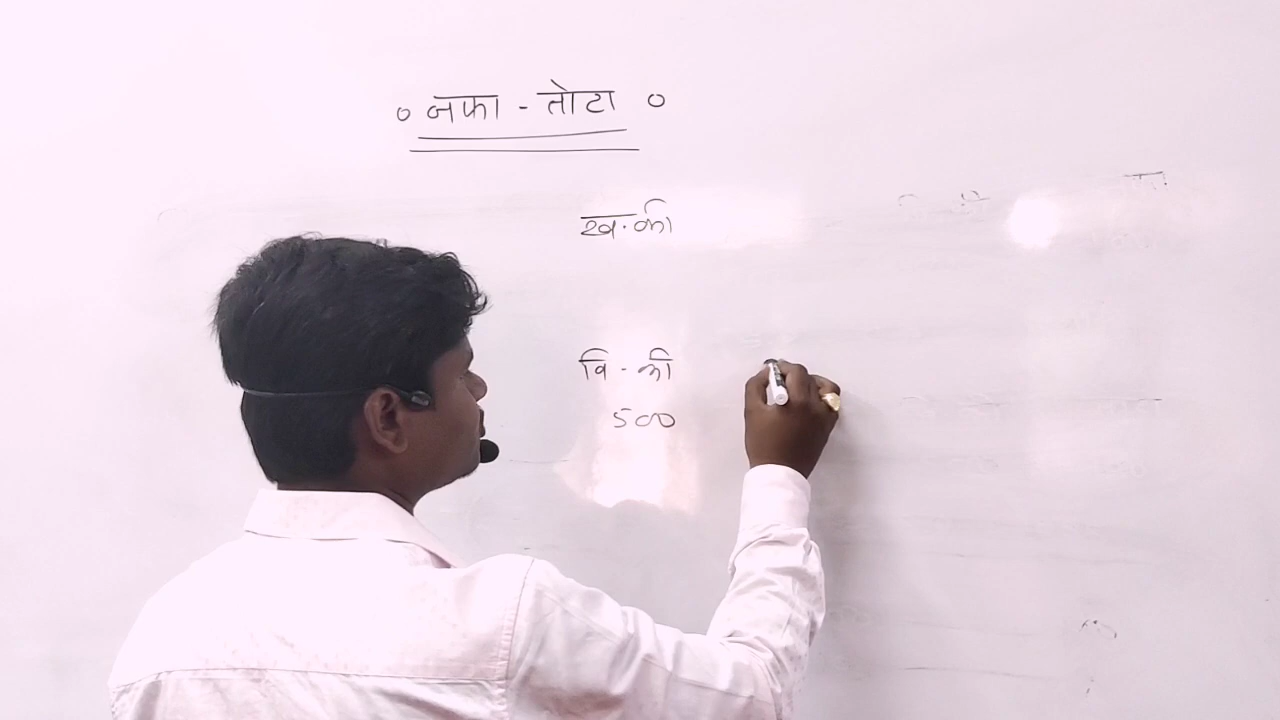 ० नफा - तोटा ०
ख.की
वि - की
500